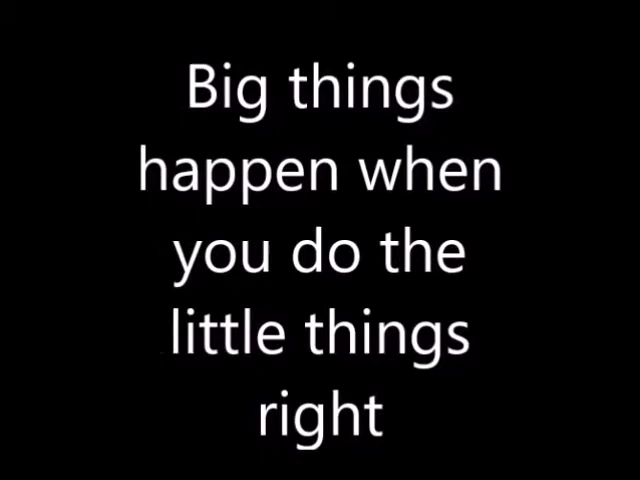 Big things
happen when
you do the
little things
right